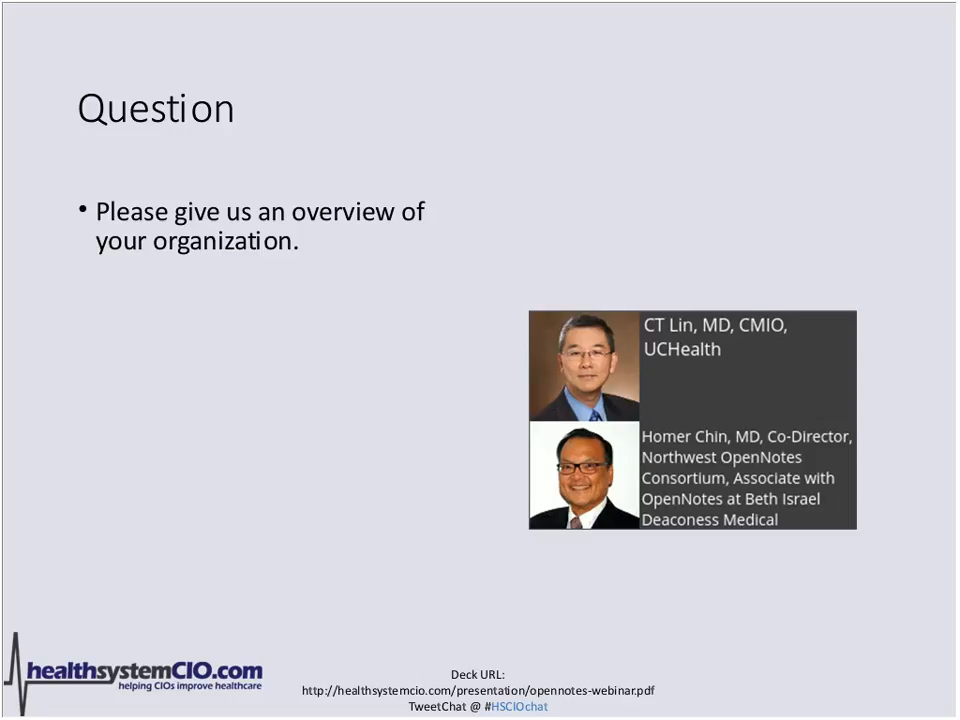 Question
• Please give us an overview of
your organization.
CT Lin, MD, CMIO,
UCHealth
Homer Chin, MD, Co-Director,
Northwest OpenNotes
Consortium, Associate with
OpenNotes at Beth Israel
Deaconess Medical
healthsystemCIO.com
helping CIOs improve healthcare
Deck URL:
http://healthsystemcio.com/presentation/opennotes-webinar.pdf
TweetChat @ #HSCIOchat